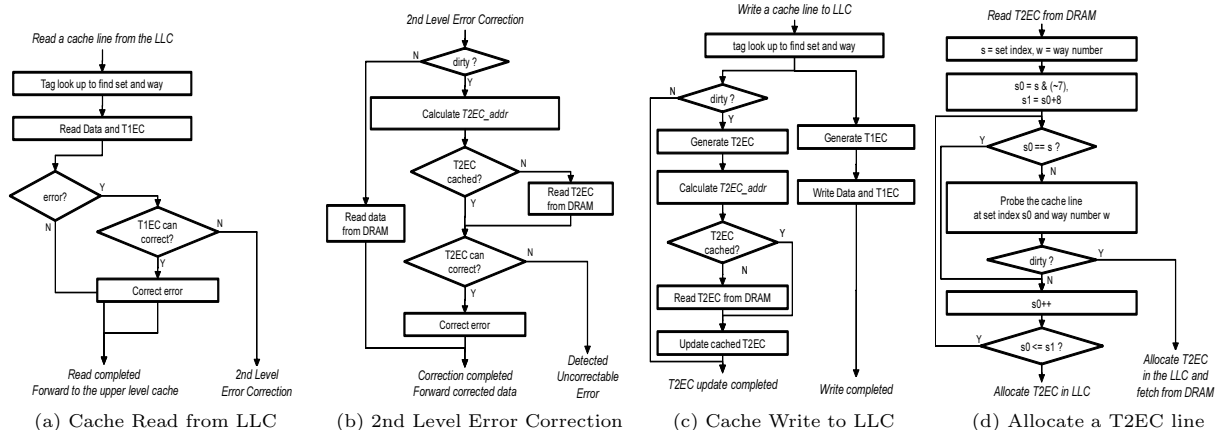 Read a cache line from the LLC
Tag look up to find set and way
Read Data and T1EC
error?
Y
N
T1EC can
correct?
N
Y
Correct error
Read completed
Forward to the upper level cache
2nd Level
Error Correction
(a) Cache Read from LLC
2nd Level Error Correction
N
dirty ?
Y
Calculate T2EC_addr
T2EC
cached?
N
Y
Read T2EC
from DRAM
Read data
from DRAM
T2EC can
correct?
N
Y
Correct error
Correction completed
Forward corrected data
Detected
Uncorrectable
Error
(b) 2nd Level Error Correction
Write a cache line to LLC
tag look up to find set and way
N
dirty ?
Y
Generate T2EC
Generate T1EC
Calculate T2EC_addr
Write Data and T1EC
T2EC
cached?
Y
N
Read T2EC from DRAM
Update cached T2EC
T2EC update completed
Write completed
(c) Cache Write to LLC
Read T2EC from DRAM
s = set index, w = way number
s0 = s & (~7),
s1 = s0+8
Y
s0 == s ?
N
Probe the cache line
at set index s0 and way number w
dirty ?
Y
N
s0++
Y
s0 <= s1 ?
Allocate T2EC in LLC
Allocate T2EC
in the LLC and
fetch from DRAM
(d) Allocate a T2EC line